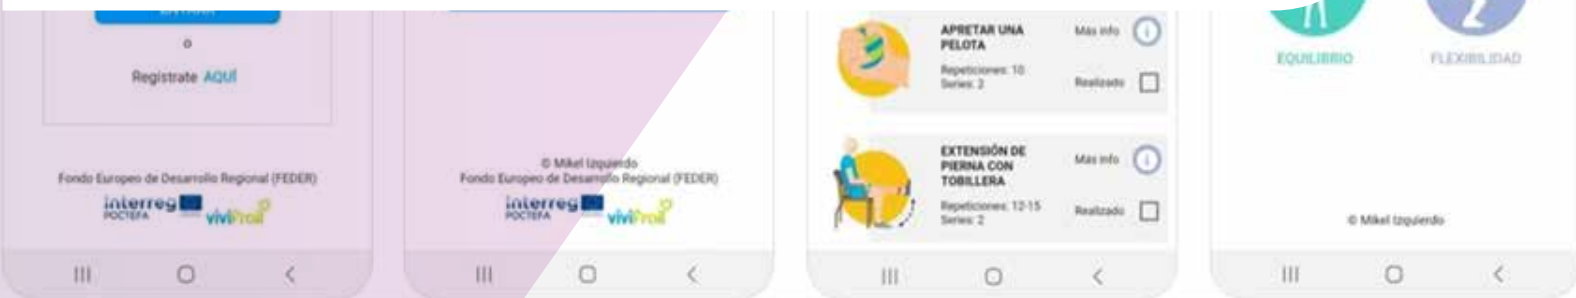 o
Regístrate AQUÍ
Fondo Europeo de Desarrollo Regional (FEDER)
interreg
POCTEFA
vivifrail
© Mikel Izquierdo
Fondo Europeo de Desarrollo Regional (FEDER)
interreg
POCTEFA
vivifrail
APRETAR UNA
PELOTA
Más info
Repeticiones: 10
Series: 2
Realizado
EXTENSIÓN DE
PIERNA CON
TOBILLERA
Más info
Repeticiones: 12-15
Series: 2
Realizado
EQUILIBRIO
FLEXIBILIDAD
© Mikel Izquierdo